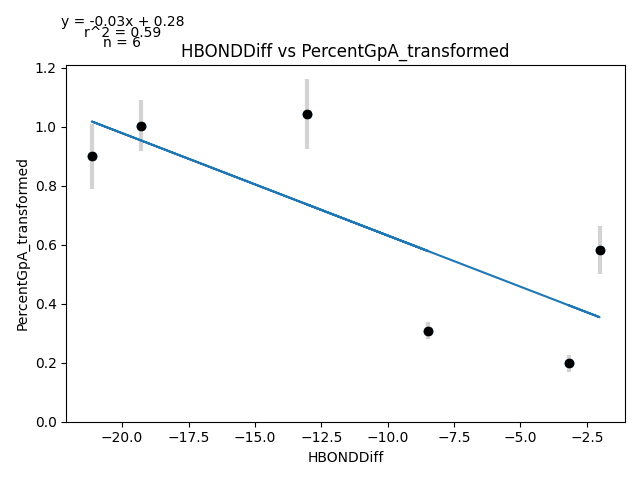 y = -0.03x + 0.28
r^2 = 0.59
n = 6
HBONDDiff vs PercentGpA_transformed
1.2
1.0
0.8
0.6
0.4
0.2
0.0
PercentGpA_transformed
−20.0 −17.5 −15.0 −12.5 −10.0 −7.5 −5.0 −2.5
HBONDDiff